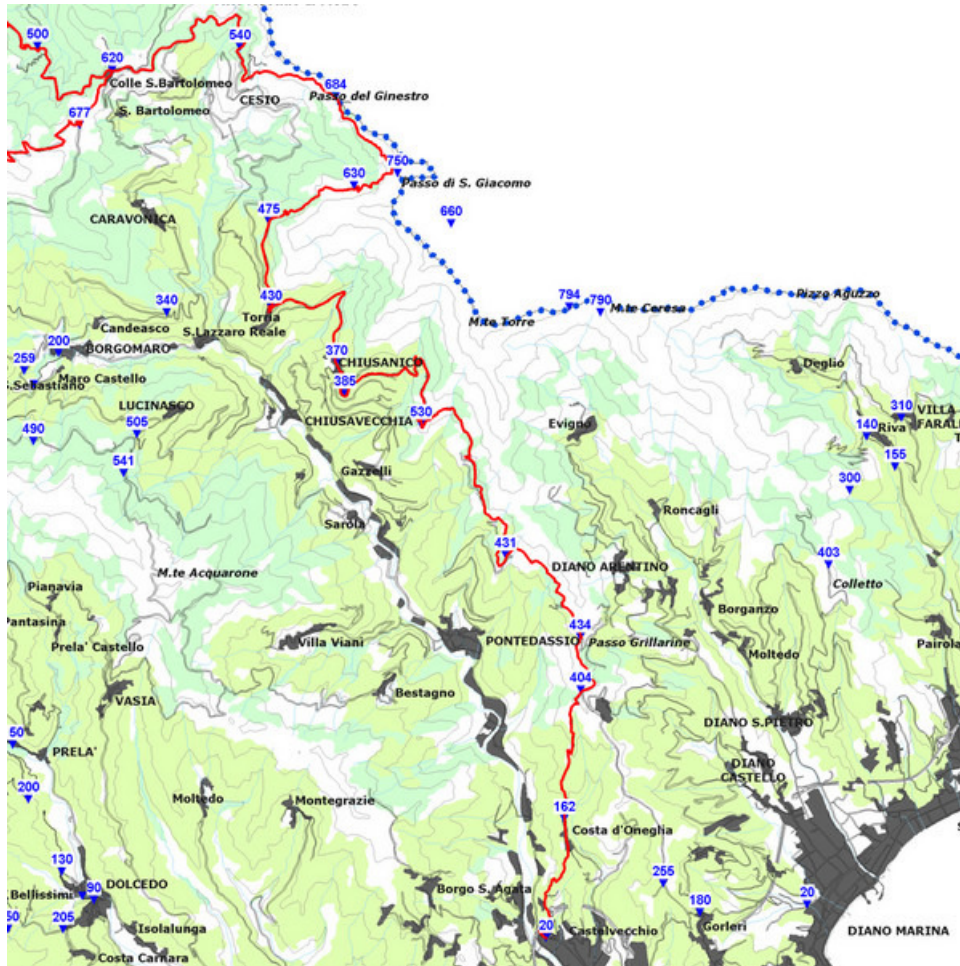 500
540
620
Colle S.Bartolomeo
684
CESIO
Passo del Ginestro
S. Bartolomeo
677
750
630
Passo di S. Giacomo
475
CARAVONICA
660
340
430
794
790
M.te Ceresa
Pizzo Aguzzo
Candeasco
Torna
M.to Torre
S.Lazzaro Reale
200
BORGOMARO
259
370
CHIUSANICO
Deglio
Maro Castello
S.Sebastiano
385
LUCINASCO
530
310
VILLA
490
505
CHIUSAVECCHIA
Evigno
140
Riva
FARALD
541
Gazzelli
155
300
Sarola
Roncagli
431
403
M.te Acquarone
DIANO ARENTINO
Colletto
Pianavia
Borganzo
Pantasina
434
Prela' Castello
Villa Viani
PONTEDASSIO
Passo Grillarine
Moltedo
Pairola
404
VASIA
Bestagno
DIANO S.PIETRO
50
PRELA'
DIANO
CASTELLO
200
Moltedo
Montegrazie
162
Costa d'Oneglia
130
255
Bellissimi
90
DOLCEDO
Borgo S. Agata
20
50
205
Isolalunga
20
Castelvecchio
180
Gorleri
DIANO MARINA
Costa Carnara